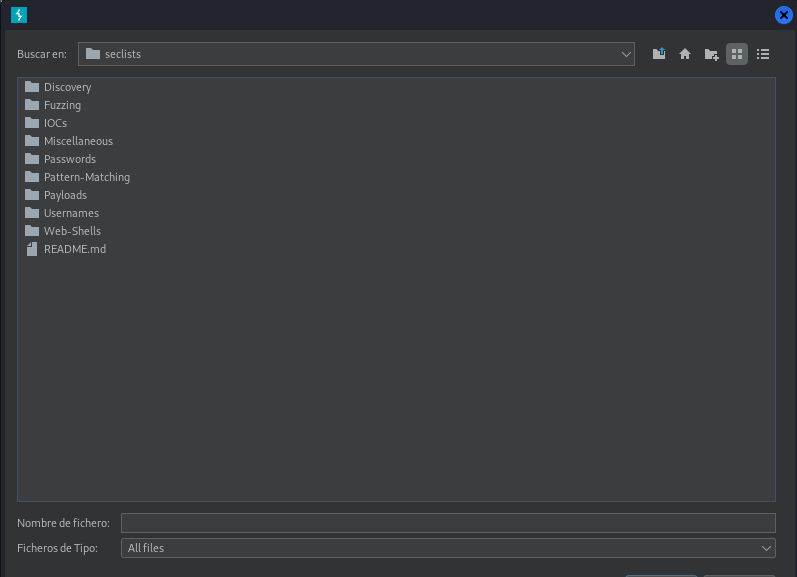 Buscar en: seclists
Discovery
Fuzzing
IOCs
Miscellaneous
Passwords
Pattern-Matching
Payloads
Usernames
Web-Shells
README.md
Nombre de fichero:
Ficheros de Tipo: All files